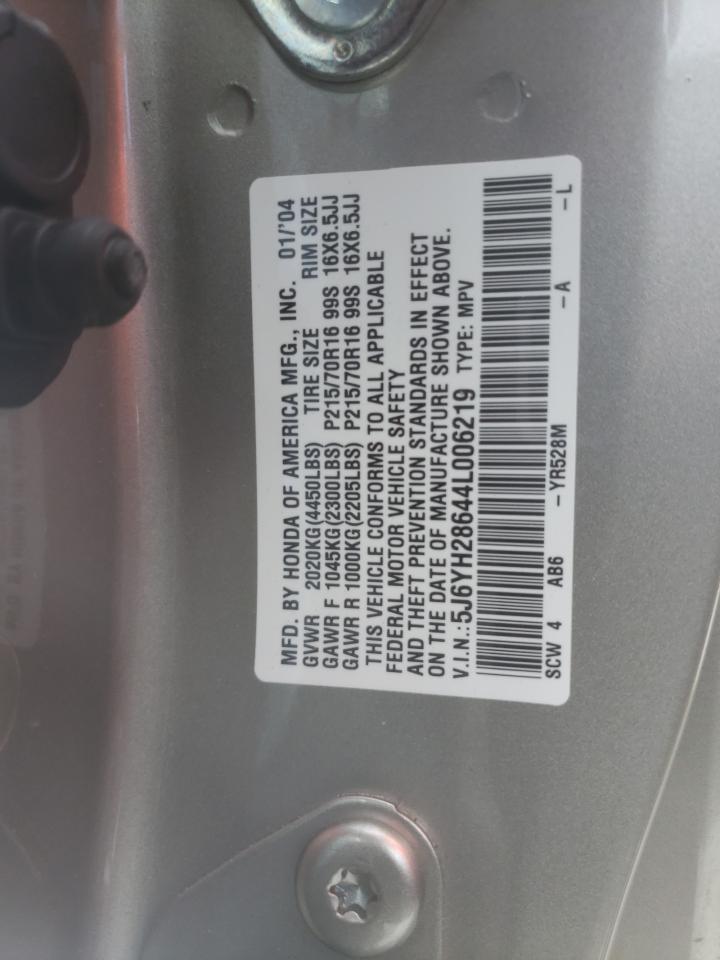 MFD. BY HONDA OF AMERICA MFG., INC. 01/'04
GVWR 2020KG(4450LBS) TIRE SIZE RIM SIZE
GAWR F 1045KG(2300LBS) P215/70R16 99S 16X6.5JJ
GAWR R 1000KG(2205LBS) P215/70R16 99S 16X6.5JJ
THIS VEHICLE CONFORMS TO ALL APPLICABLE
FEDERAL MOTOR VEHICLE SAFETY
AND THEFT PREVENTION STANDARDS IN EFFECT
ON THE DATE OF MANUFACTURE SHOWN ABOVE.
V.I.N.:5J6YH28644L006219 TYPE: MPV
SCW 4 AB6 -YR528M -A -L